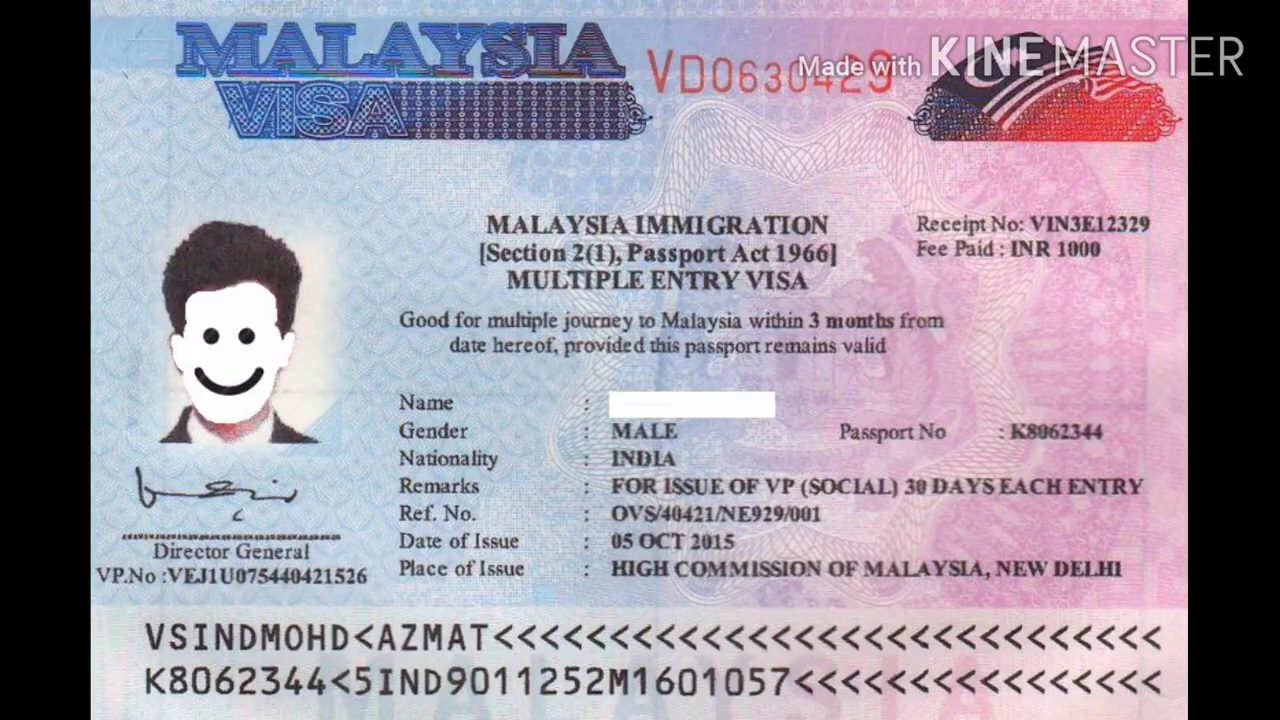 MALAYSIA
VISA
VD0630429
Made with KINEMASTER
MALAYSIA IMMIGRATION
[Section 2(1), Passport Act 1966]
MULTIPLE ENTRY VISA
Receipt No: VIN3E12329
Fee Paid : INR 1000
Good for multiple journey to Malaysia within 3 months from
date hereof, provided this passport remains valid
Name :
Gender : MALE Passport No : K8062344
Nationality : INDIA
Remarks : FOR ISSUE OF VP (SOCIAL) 30 DAYS EACH ENTRY
Ref. No. : OVS/40421/NE929/001
Date of Issue : 05 OCT 2015
Place of Issue : HIGH COMMISSION OF MALAYSIA, NEW DELHI
Director General
VP.No :VEJ1U075440421526
VSINDMOHD<AZMAT<<<<<<<<<<<<<<<<<<<<<<<<<<<<<
K8062344<5IND9011252M1601057<<<<<<<<<<<<<<<<
MALAYSIA